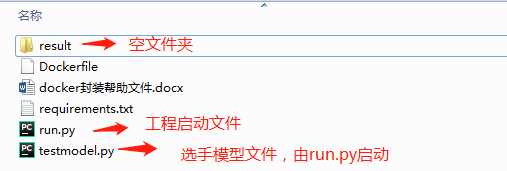 名称
result 空文件夹
Dockerfile
docker封装帮助文件.docx
requirements.txt
run.py 工程启动文件
testmodel.py 选手模型文件，由run.py启动